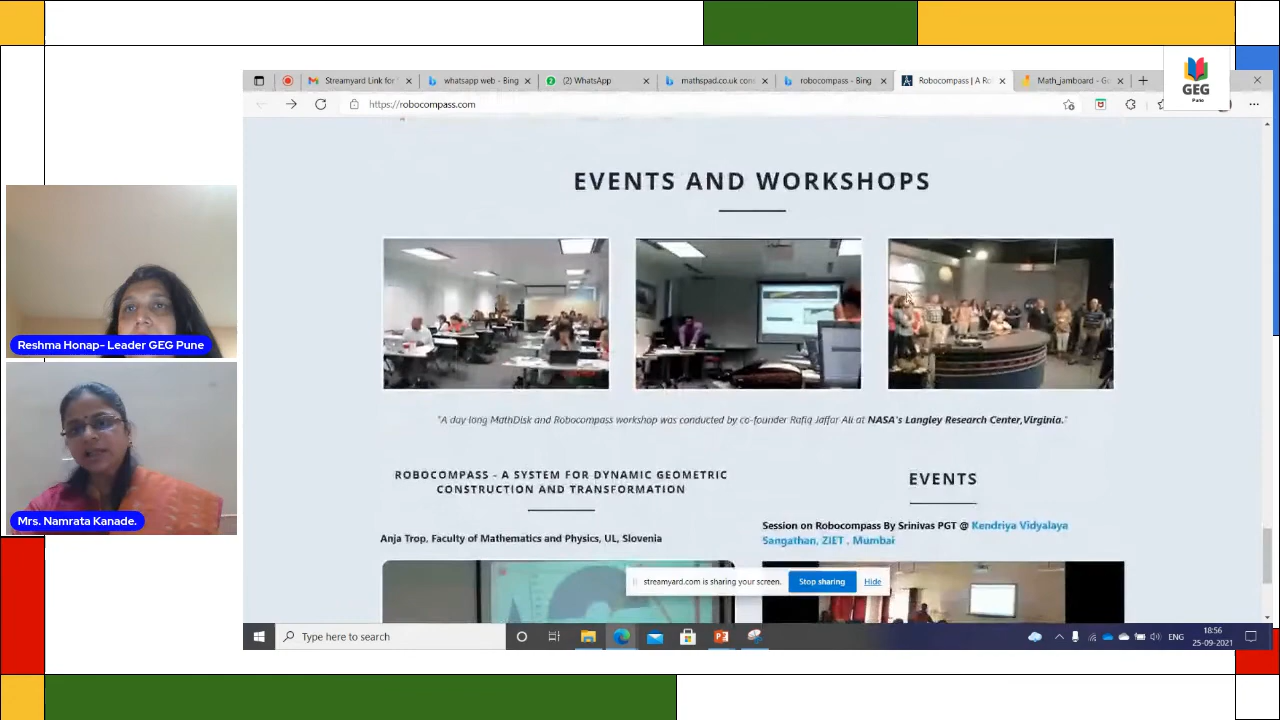 GEG
Pune
Streamyard Link for
whatsapp web - Bing
(2) WhatsApp
mathspad.co.uk con
robocompass - Bing
Robocompass | A Ro
Math_jamboard - Go
https://robocompass.com
EVENTS AND WORKSHOPS
"A day long MathDisk and Robocompass workshop was conducted by co-founder Rafiq Jaffar Ali at NASA's Langley Research Center,Virginia."
ROBOCOMPASS - A SYSTEM FOR DYNAMIC GEOMETRIC
CONSTRUCTION AND TRANSFORMATION
Anja Trop, Faculty of Mathematics and Physics, UL, Slovenia
EVENTS
Session on Robocompass By Srinivas PGT @ Kendriya Vidyalaya
Sangathan, ZIET , Mumbai
streamyard.com is sharing your screen.
Stop sharing
Hide
Reshma Honap- Leader GEG Pune
Mrs. Namrata Kanade.
Type here to search
ENG
18:56
25-09-2021